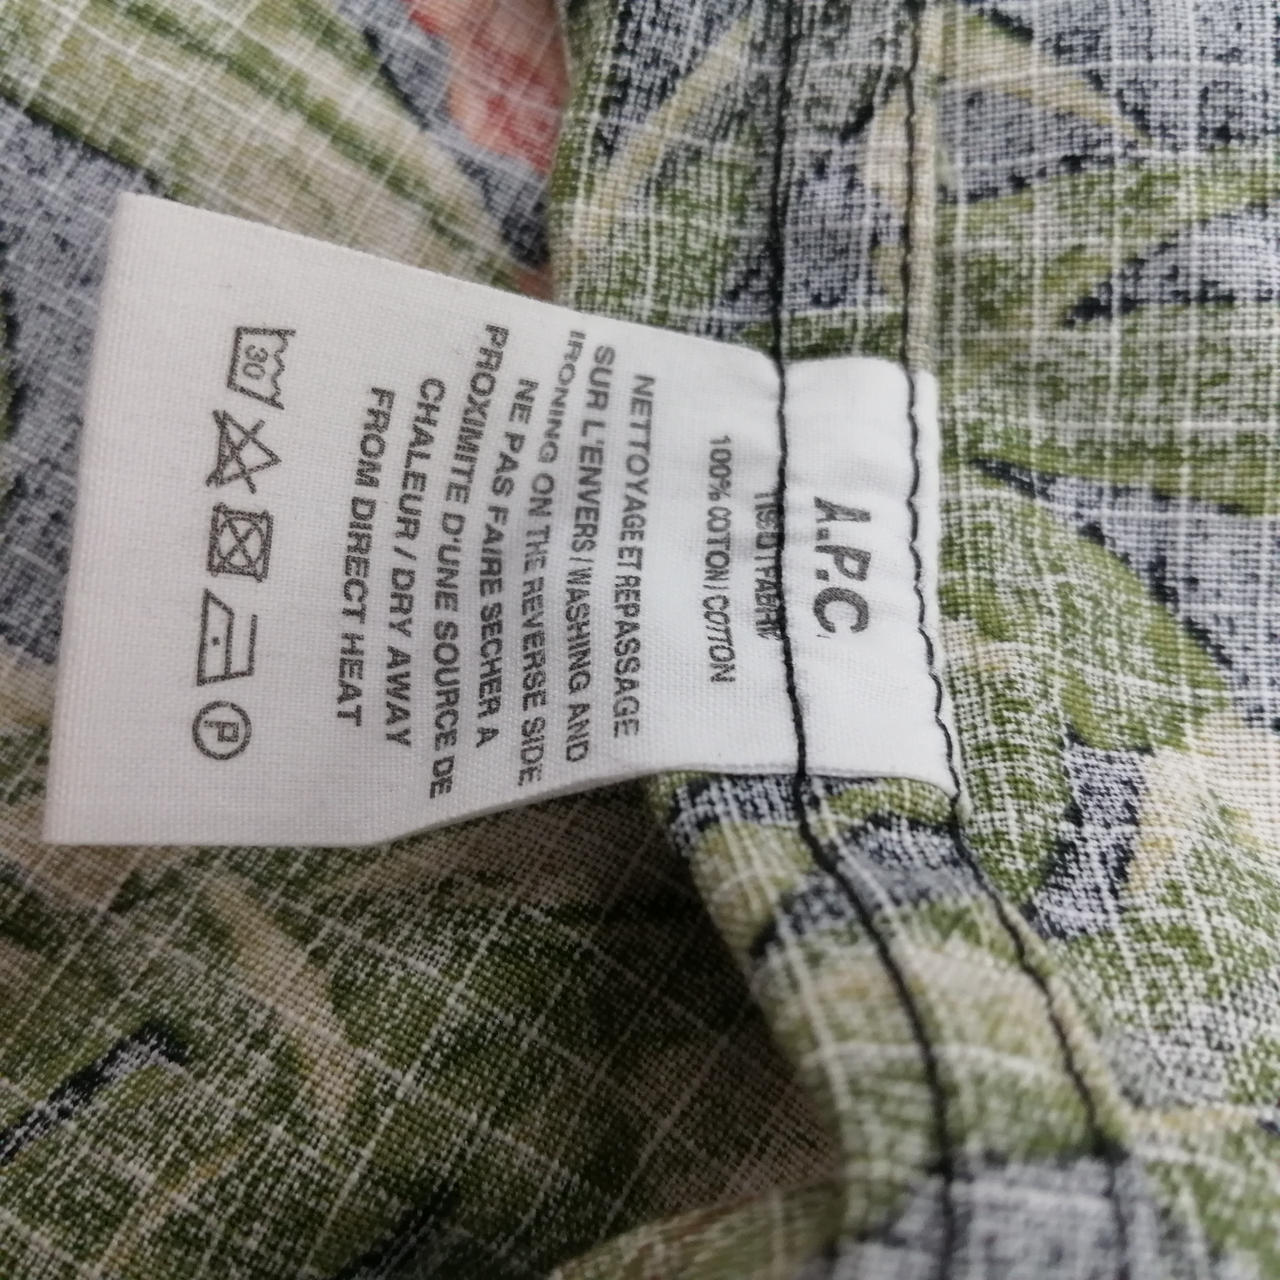 A.P.C.
TISSU / FABRIC
100% COTON / COTTON
NETTOYAGE ET REPASSAGE
SUR L'ENVERS / WASHING AND
IRONING ON THE REVERSE SIDE
NE PAS FAIRE SECHER A
PROXIMITE D'UNE SOURCE DE
CHALEUR / DRY AWAY
FROM DIRECT HEAT
30 P